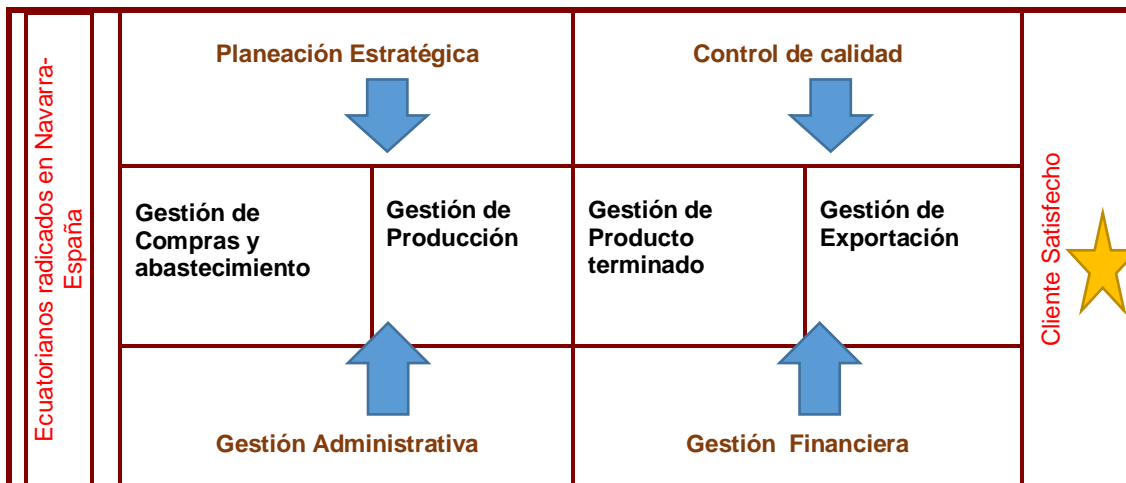 Ecuatorianos radicados en Navarra-
España
Planeación Estratégica
Control de calidad
Gestión de
Compras y
abastecimiento
Gestión de
Producción
Gestión de
Producto
terminado
Gestión de
Exportación
Gestión Administrativa
Gestión  Financiera
Cliente Satisfecho